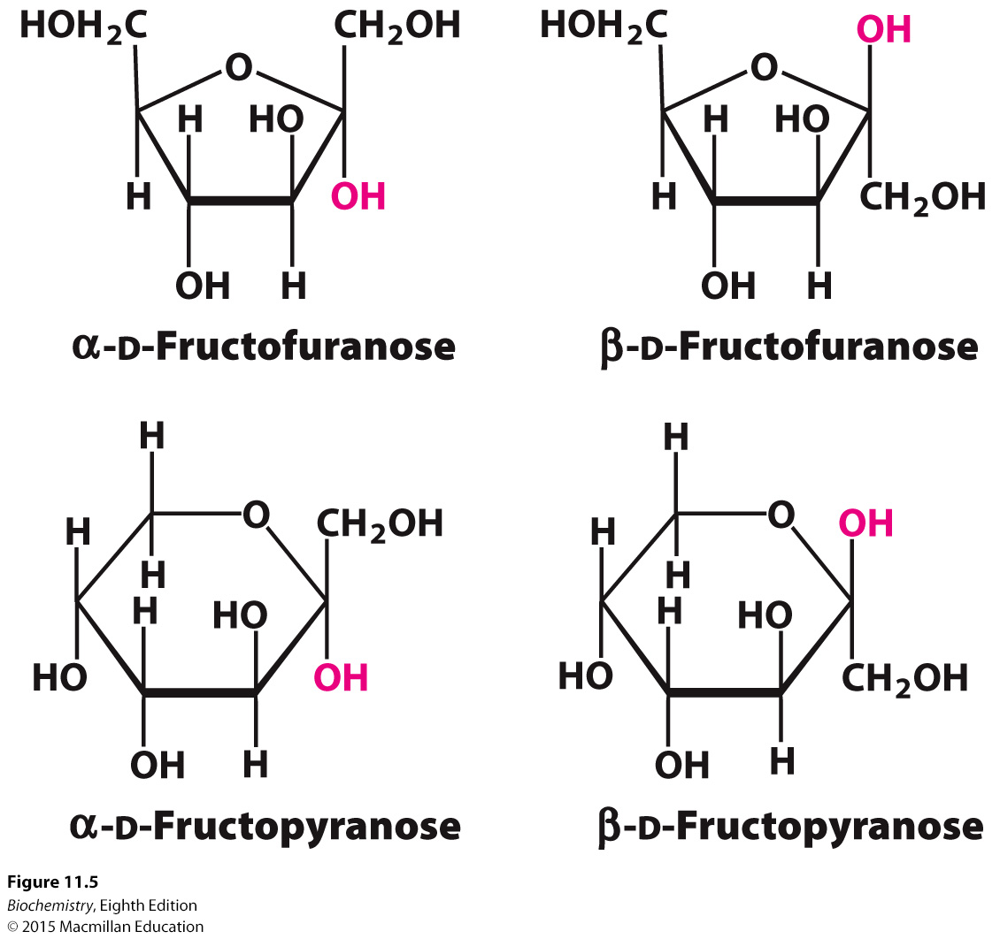 HOH₂C CH₂OH
O
H HO
H OH
OH H
α-D-Fructofuranose
HOH₂C OH
O
H HO
H CH₂OH
OH H
β-D-Fructofuranose
H
O
H CH₂OH
H
H HO
HO OH
OH H
α-D-Fructopyranose
H
O
H OH
H
H HO
HO CH₂OH
OH H
β-D-Fructopyranose
Figure 11.5
Biochemistry, Eighth Edition
© 2015 Macmillan Education